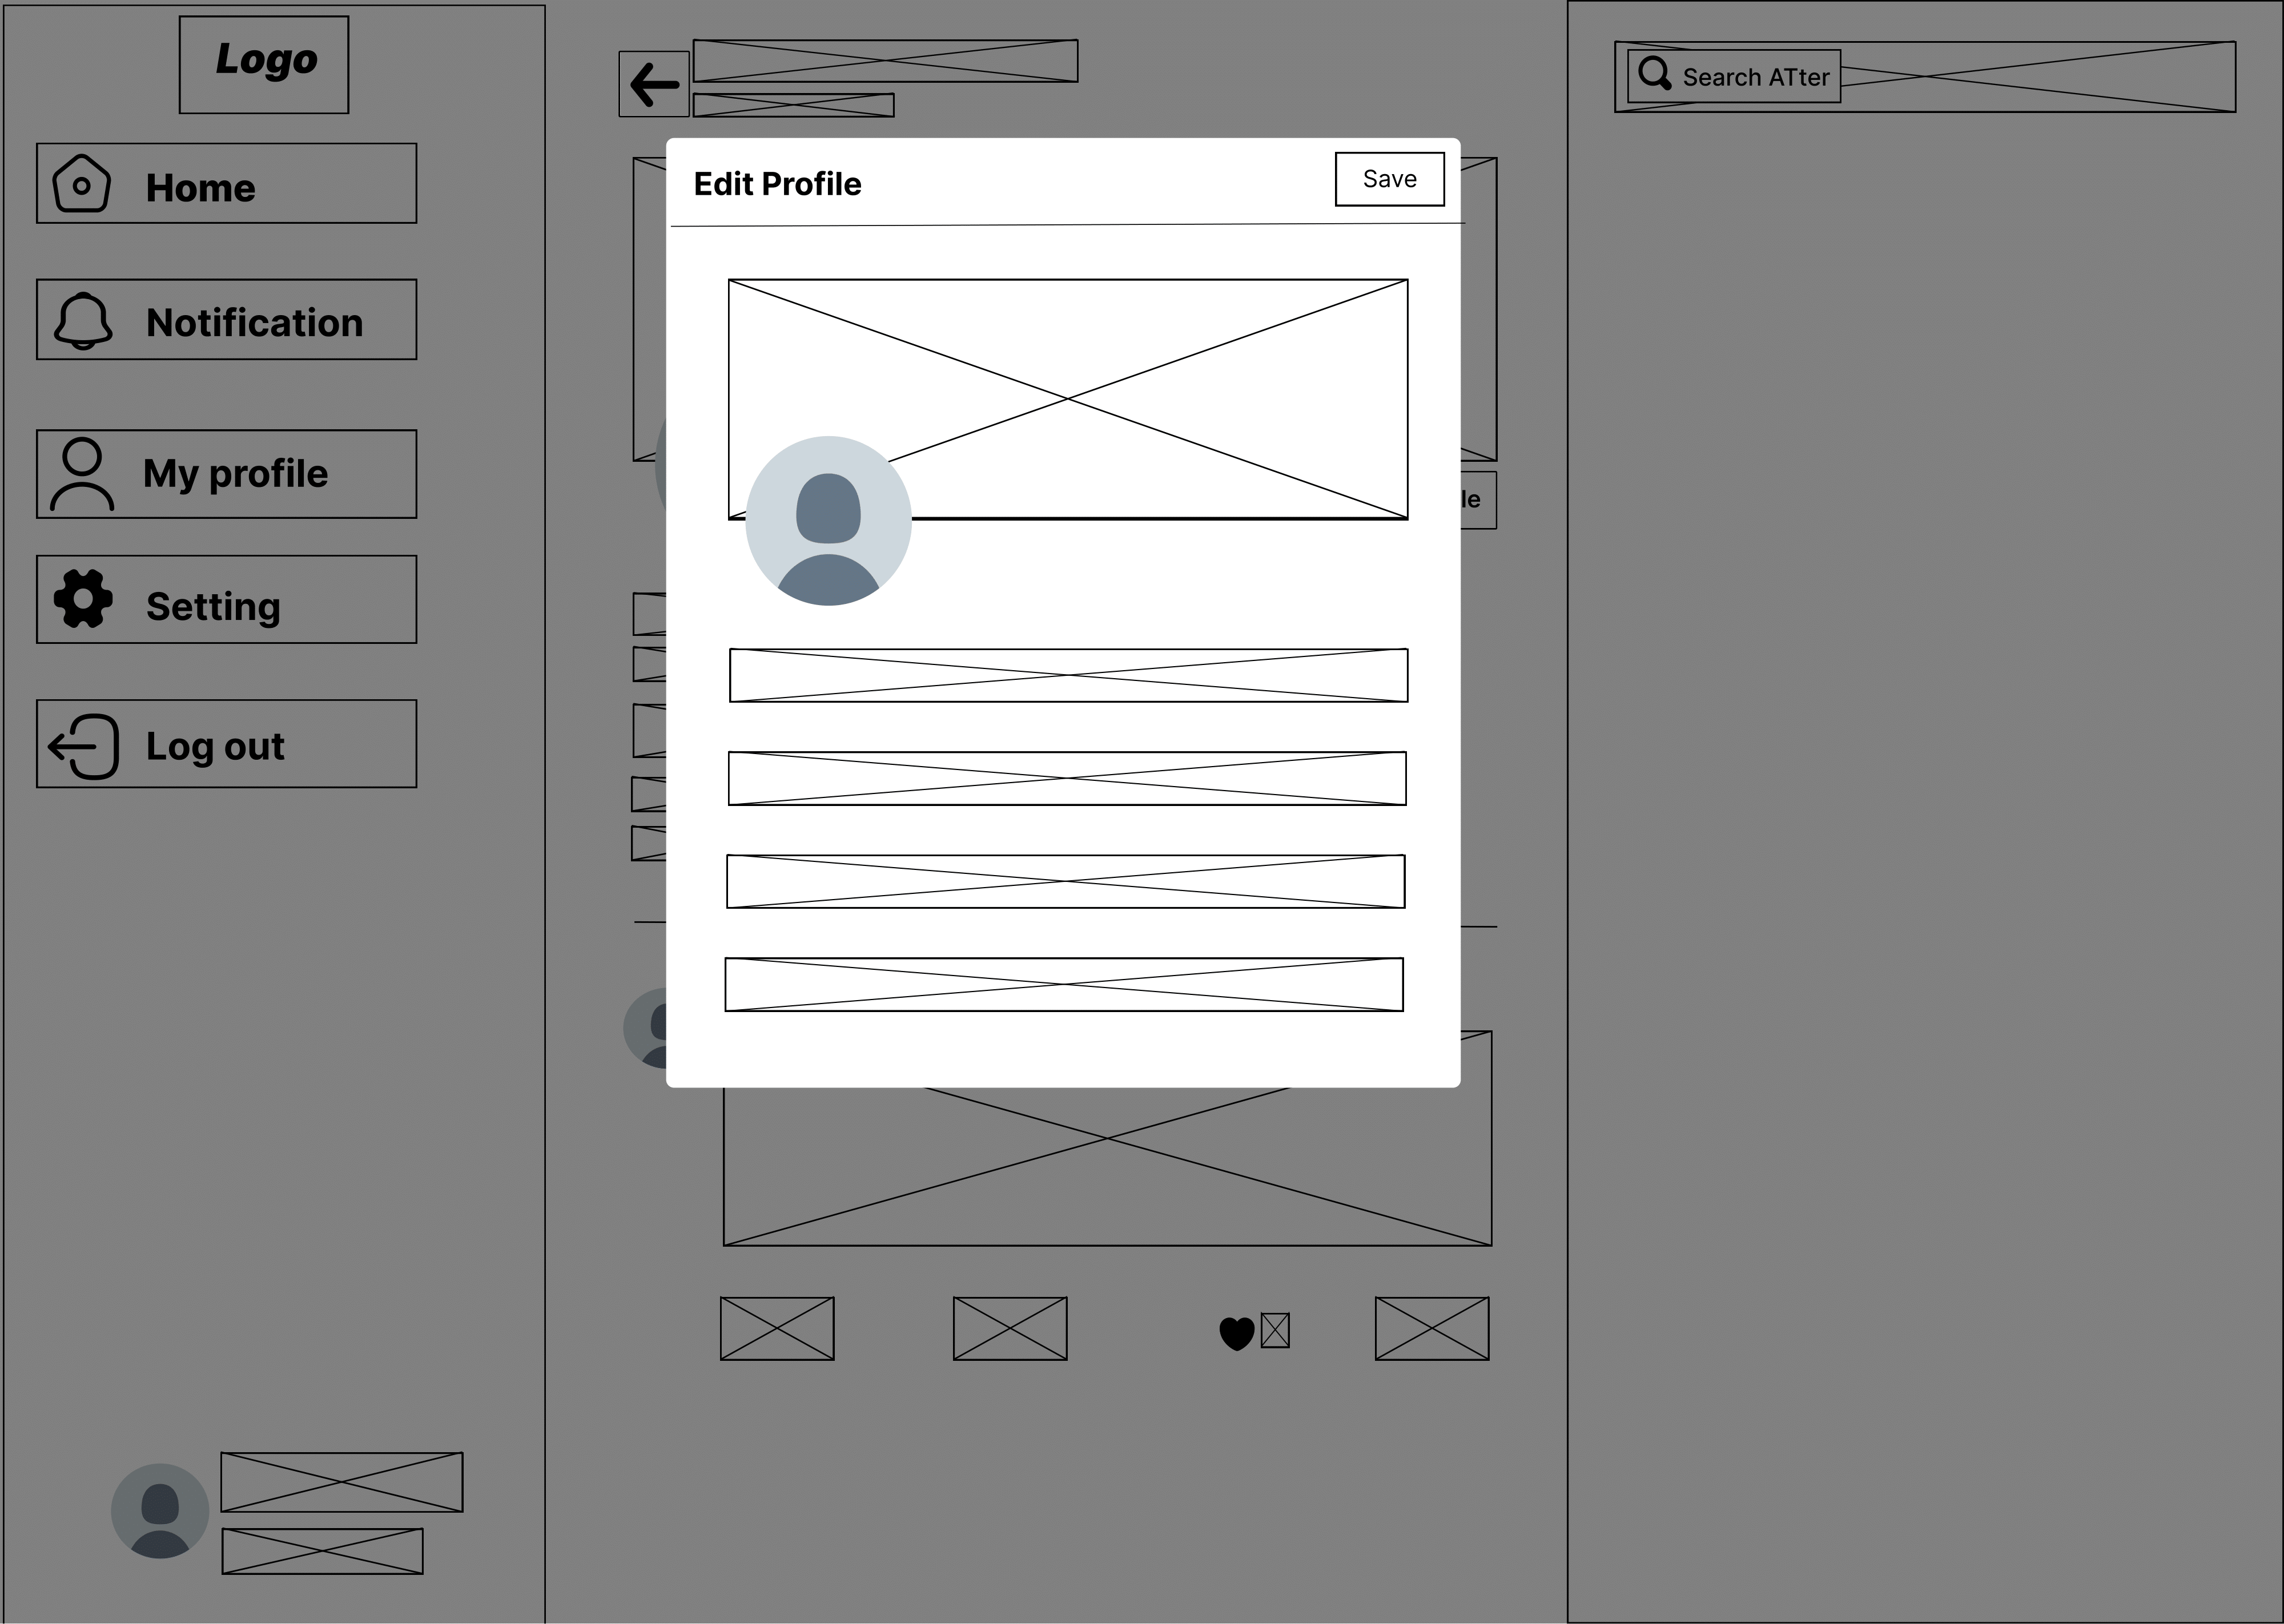 Logo
Home
Notification
My profile
Setting
Log out
Edit Profile
Save
le
Search ATter